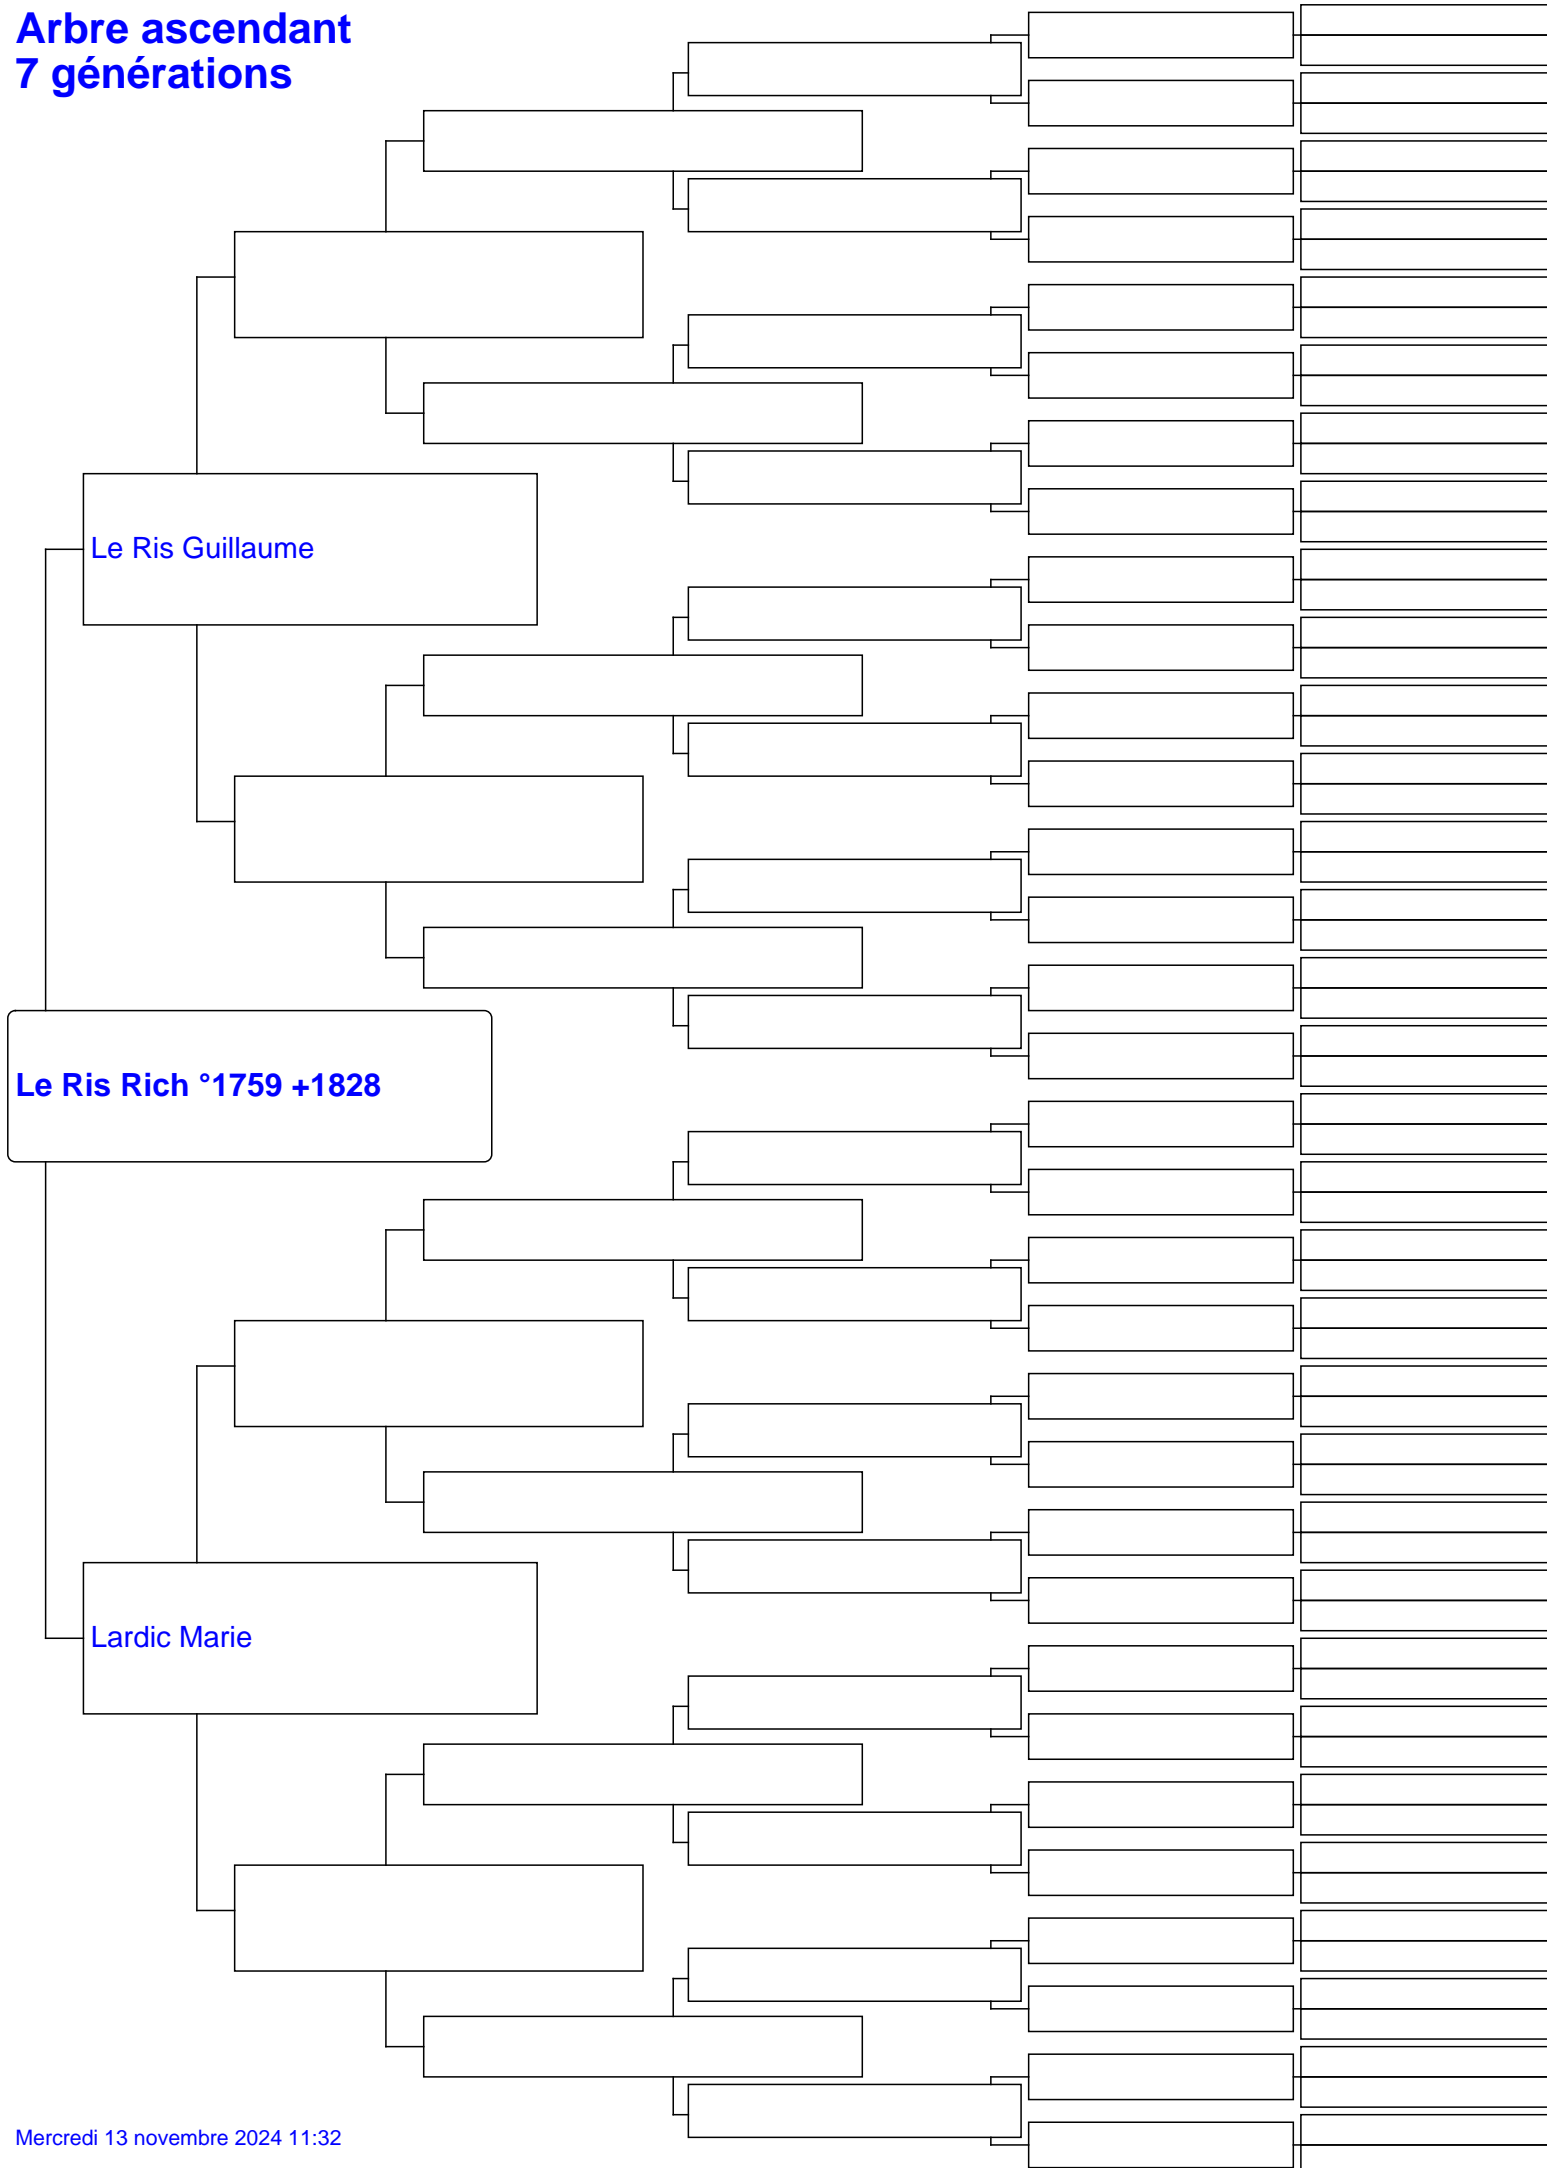 Arbre ascendant
7 générations
Le Ris Guillaume
Le Ris Rich °1759 +1828
Lardic Marie
Mercredi 13 novembre 2024 11:32